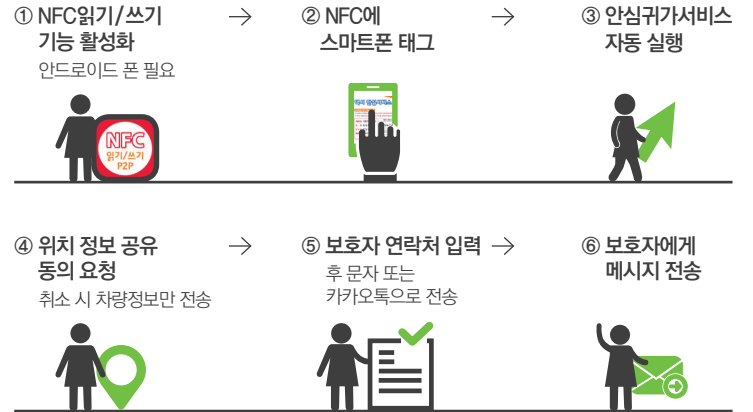 ① NFC읽기/쓰기
기능 활성화
안드로이드 폰 필요
NFC
읽기/쓰기
P2P
→
② NFC에
스마트폰 태그
→
③ 안심귀가서비스
자동 실행
④ 위치 정보 공유
동의 요청
취소 시 차량정보만 전송
→
⑤ 보호자 연락처 입력
후 문자 또는
카카오톡으로 전송
→
⑥ 보호자에게
메시지 전송